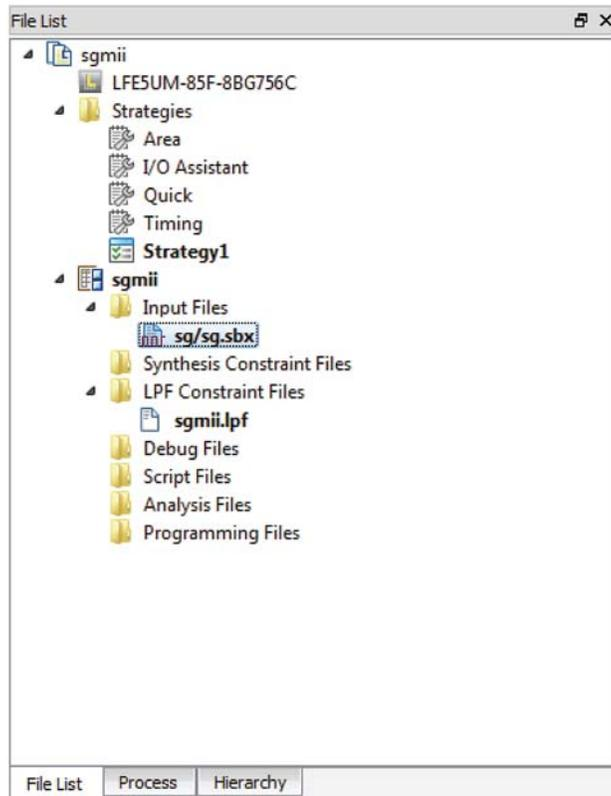 File List
sgmii
LFE5UM-85F-8BG756C
Strategies
Area
I/O Assistant
Quick
Timing
Strategy1
sgmii
Input Files
sg/sg.sbx
Synthesis Constraint Files
LPF Constraint Files
sgmii.lpf
Debug Files
Script Files
Analysis Files
Programming Files
File List Process Hierarchy